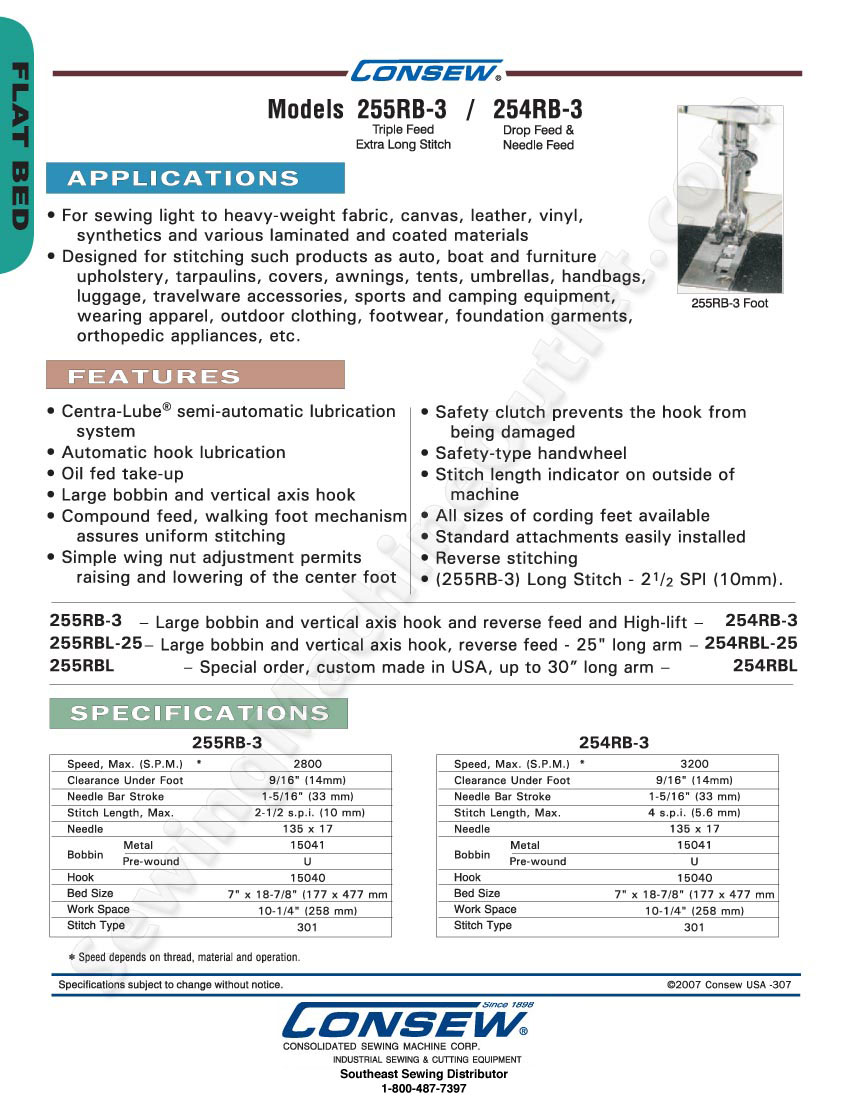 FLAT BED
CONSEW®
Models 255RB-3 / 254RB-3
Triple Feed
Extra Long Stitch
Drop Feed &
Needle Feed
APPLICATIONS
• For sewing light to heavy-weight fabric, canvas, leather, vinyl,
synthetics and various laminated and coated materials
• Designed for stitching such products as auto, boat and furniture
upholstery, tarpaulins, covers, awnings, tents, umbrellas, handbags,
luggage, travelware accessories, sports and camping equipment,
wearing apparel, outdoor clothing, footwear, foundation garments,
orthopedic appliances, etc.
255RB-3 Foot
FEATURES
• Centra-Lube® semi-automatic lubrication
system
• Automatic hook lubrication
• Oil fed take-up
• Large bobbin and vertical axis hook
• Compound feed, walking foot mechanism
assures uniform stitching
• Simple wing nut adjustment permits
raising and lowering of the center foot
• Safety clutch prevents the hook from
being damaged
• Safety-type handwheel
• Stitch length indicator on outside of
machine
• All sizes of cording feet available
• Standard attachments easily installed
• Reverse stitching
• (255RB-3) Long Stitch - 2 1/2 SPI (10mm).
255RB-3 – Large bobbin and vertical axis hook and reverse feed and High-lift – 254RB-3
255RBL-25 – Large bobbin and vertical axis hook, reverse feed - 25" long arm – 254RBL-25
255RBL – Special order, custom made in USA, up to 30” long arm – 254RBL
SPECIFICATIONS
255RB-3
Speed, Max. (S.P.M.) * 2800
Clearance Under Foot 9/16" (14mm)
Needle Bar Stroke 1-5/16" (33 mm)
Stitch Length, Max. 2-1/2 s.p.i. (10 mm)
Needle 135 x 17
Bobbin Metal 15041
Pre-wound U
Hook 15040
Bed Size 7" x 18-7/8" (177 x 477 mm
Work Space 10-1/4" (258 mm)
Stitch Type 301
254RB-3
Speed, Max. (S.P.M.) * 3200
Clearance Under Foot 9/16" (14mm)
Needle Bar Stroke 1-5/16" (33 mm)
Stitch Length, Max. 4 s.p.i. (5.6 mm)
Needle 135 x 17
Bobbin Metal 15041
Pre-wound U
Hook 15040
Bed Size 7" x 18-7/8" (177 x 477 mm
Work Space 10-1/4" (258 mm)
Stitch Type 301
* Speed depends on thread, material and operation.
Specifications subject to change without notice.
©2007 Consew USA -307
Since 1898
CONSEW®
CONSOLIDATED SEWING MACHINE CORP.
INDUSTRIAL SEWING & CUTTING EQUIPMENT
Southeast Sewing Distributor
1-800-487-7397
SewingMachineOutlet.com